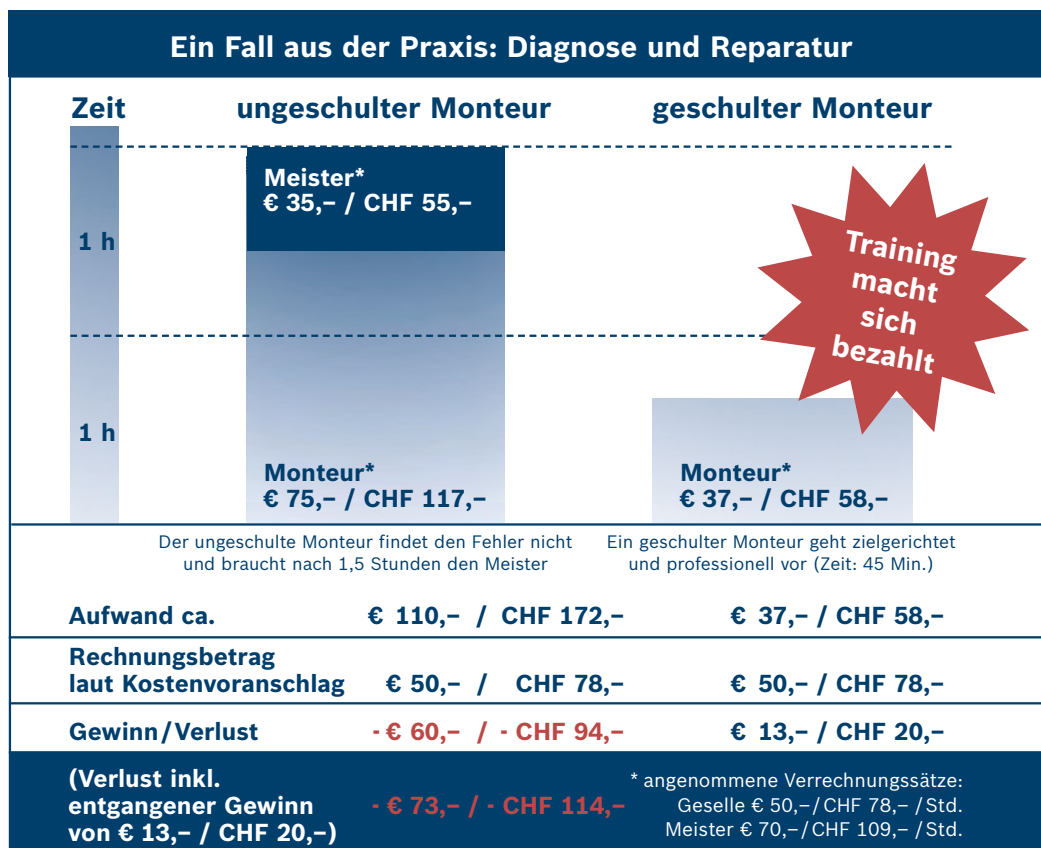 Ein Fall aus der Praxis: Diagnose und Reparatur
Zeit
ungeschulter Monteur
geschulter Monteur
Meister*
€ 35,– / CHF 55,–
1 h
Training
macht
sich
bezahlt
1 h
Monteur*
€ 75,– / CHF 117,–
Monteur*
€ 37,– / CHF 58,–
Der ungeschulte Monteur findet den Fehler nicht
und braucht nach 1,5 Stunden den Meister
Ein geschulter Monteur geht zielgerichtet
und professionell vor (Zeit: 45 Min.)
Aufwand ca. € 110,– / CHF 172,– € 37,– / CHF 58,–
Rechnungsbetrag
laut Kostenvoranschlag € 50,– / CHF 78,– € 50,– / CHF 78,–
Gewinn/Verlust - € 60,– / - CHF 94,– € 13,– / CHF 20,–
(Verlust inkl.
entgangener Gewinn
von € 13,– / CHF 20,–)
- € 73,– / - CHF 114,–
* angenommene Verrechnungssätze:
Geselle € 50,–/CHF 78,– /Std.
Meister € 70,–/CHF 109,– /Std.